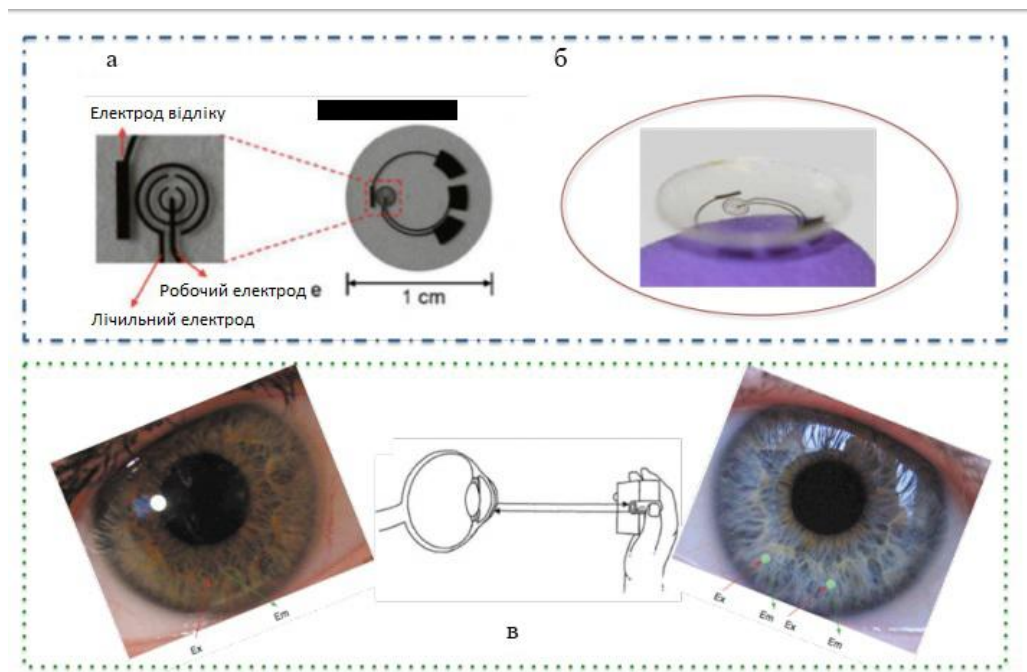 а
б
Електрод відліку
Робочий електрод e
Лічильний електрод
1 cm
Ex
Em
Ex
Em
Ex
Em
в